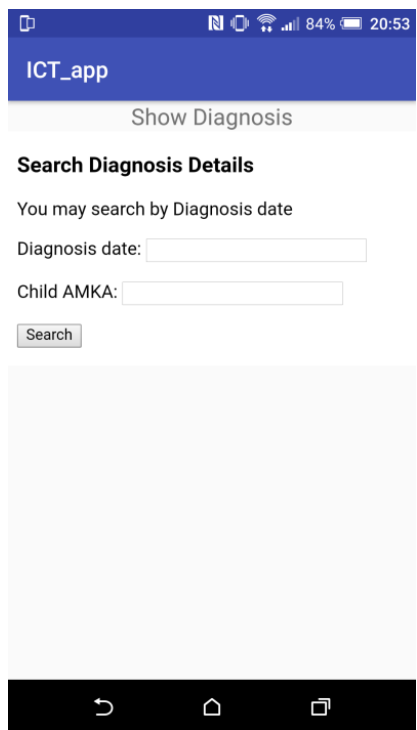 84% 20:53
ICT_app
Show Diagnosis
Search Diagnosis Details
You may search by Diagnosis date
Diagnosis date:
Child AMKA:
Search